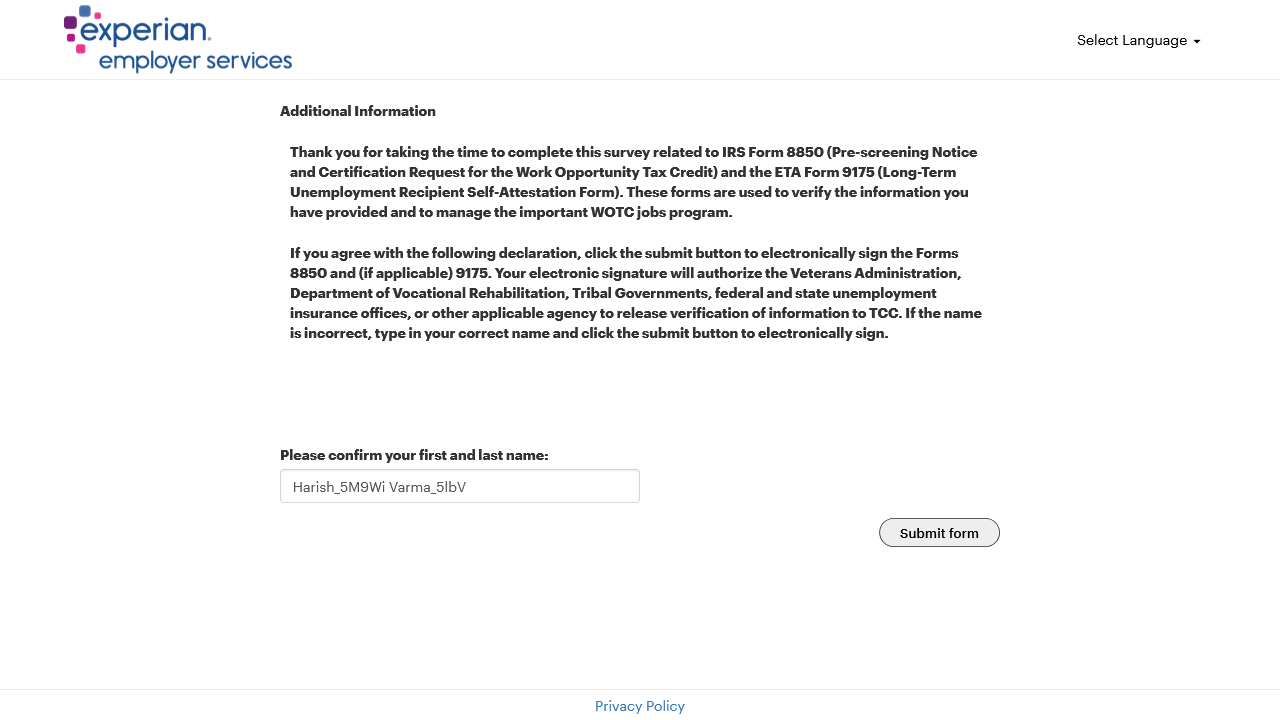 experian.
employer services
Select Language
Additional Information
Thank you for taking the time to complete this survey related to IRS Form 8850 (Pre-screening Notice
and Certification Request for the Work Opportunity Tax Credit) and the ETA Form 9175 (Long-Term
Unemployment Recipient Self-Attestation Form). These forms are used to verify the information you
have provided and to manage the important WOTC jobs program.
If you agree with the following declaration, click the submit button to electronically sign the Forms
8850 and (if applicable) 9175. Your electronic signature will authorize the Veterans Administration,
Department of Vocational Rehabilitation, Tribal Governments, federal and state unemployment
insurance offices, or other applicable agency to release verification of information to TCC. If the name
is incorrect, type in your correct name and click the submit button to electronically sign.
Please confirm your first and last name:
Harish_5M9Wi Varma_5lbV
Submit form
Privacy Policy